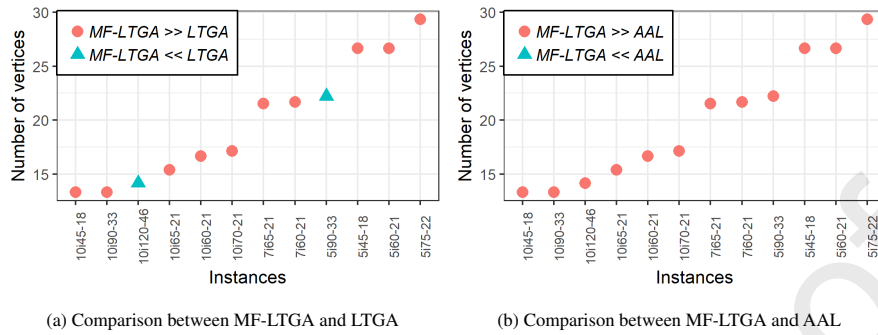 30
25
20
15
Number of vertices
MF-LTGA >> LTGA
MF-LTGA << LTGA
10i45-18
10i90-33
10i120-46
10i65-21
10i60-21
10i70-21
7i65-21
7i60-21
5i90-33
5i45-18
5i60-21
5i75-22
Instances
(a) Comparison between MF-LTGA and LTGA
30
25
20
15
Number of vertices
MF-LTGA >> AAL
MF-LTGA << AAL
10i45-18
10i90-33
10i120-46
10i65-21
10i60-21
10i70-21
7i65-21
7i60-21
5i90-33
5i45-18
5i60-21
5i75-22
Instances
(b) Comparison between MF-LTGA and AAL